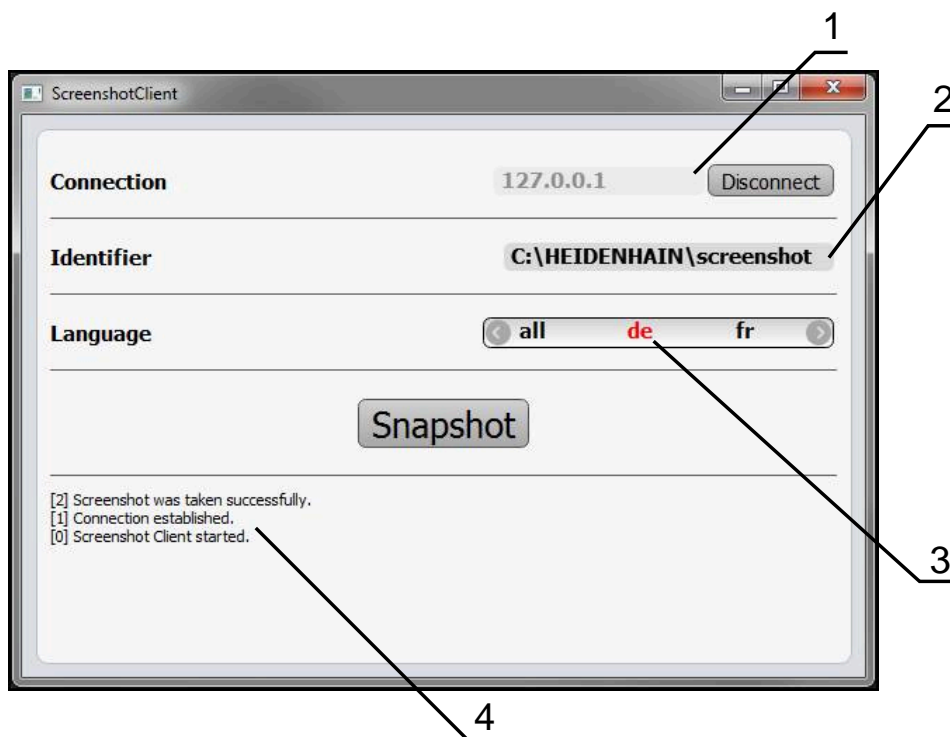 1
ScreenshotClient
2
Connection 127.0.0.1 Disconnect
Identifier C:\HEIDENHAIN\screenshot
Language all de fr
Snapshot
[2] Screenshot was taken successfully.
[1] Connection established.
[0] Screenshot Client started.
3
4